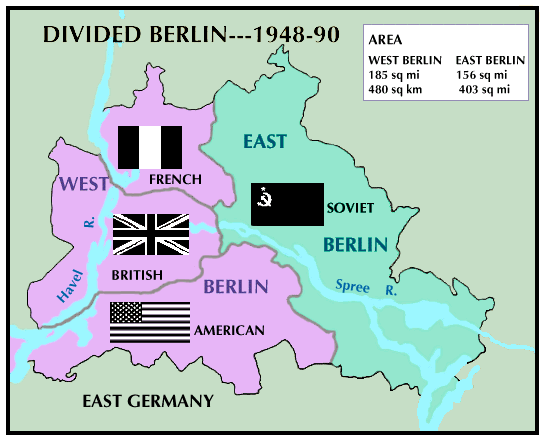 DIVIDED BERLIN---1948-90
AREA
WEST BERLIN EAST BERLIN
185 sq mi 156 sq mi
480 sq km 403 sq mi
EAST
WEST
FRENCH
SOVIET
R.
BERLIN
BRITISH
Havel
BERLIN
Spree R.
AMERICAN
EAST GERMANY